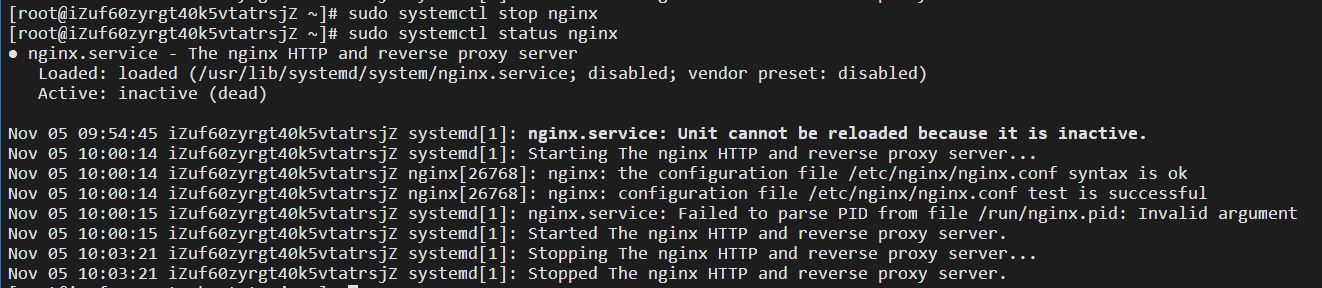 [root@iZuf60zyrgt40k5vtatrsjZ ~]# sudo systemctl stop nginx
[root@iZuf60zyrgt40k5vtatrsjZ ~]# sudo systemctl status nginx
● nginx.service - The nginx HTTP and reverse proxy server
   Loaded: loaded (/usr/lib/systemd/system/nginx.service; disabled; vendor preset: disabled)
   Active: inactive (dead)

Nov 05 09:54:45 iZuf60zyrgt40k5vtatrsjZ systemd[1]: nginx.service: Unit cannot be reloaded because it is inactive.
Nov 05 10:00:14 iZuf60zyrgt40k5vtatrsjZ systemd[1]: Starting The nginx HTTP and reverse proxy server...
Nov 05 10:00:14 iZuf60zyrgt40k5vtatrsjZ nginx[26768]: nginx: the configuration file /etc/nginx/nginx.conf syntax is ok
Nov 05 10:00:14 iZuf60zyrgt40k5vtatrsjZ nginx[26768]: nginx: configuration file /etc/nginx/nginx.conf test is successful
Nov 05 10:00:15 iZuf60zyrgt40k5vtatrsjZ systemd[1]: nginx.service: Failed to parse PID from file /run/nginx.pid: Invalid argument
Nov 05 10:00:15 iZuf60zyrgt40k5vtatrsjZ systemd[1]: Started The nginx HTTP and reverse proxy server.
Nov 05 10:03:21 iZuf60zyrgt40k5vtatrsjZ systemd[1]: Stopping The nginx HTTP and reverse proxy server...
Nov 05 10:03:21 iZuf60zyrgt40k5vtatrsjZ systemd[1]: Stopped The nginx HTTP and reverse proxy server.